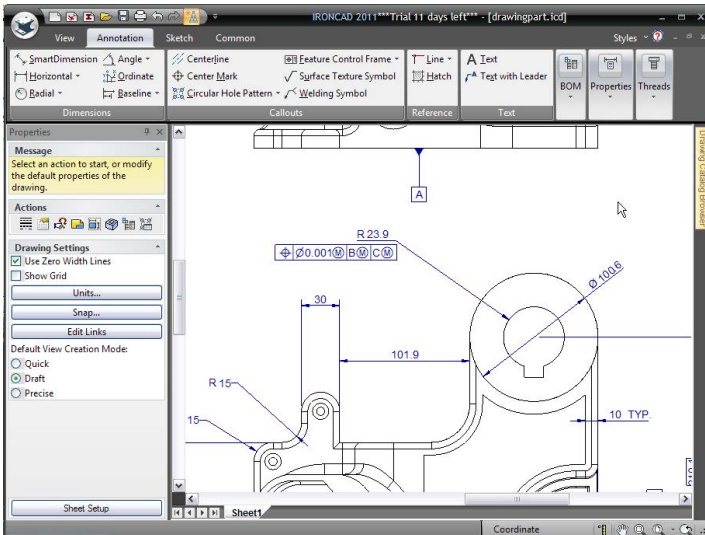 IRONCAD 2011***Trial 11 days left*** - [drawingpart.icd]
View Annotation Sketch Common Styles
SmartDimension Angle Centerline Feature Control Frame Line A Text
Horizontal Ordinate Center Mark Surface Texture Symbol Hatch Text with Leader
Radial Baseline Circular Hole Pattern Welding Symbol BOM Properties Threads
Dimensions Callouts Reference Text
Properties
Message
Select an action to start, or modify
the default properties of the
drawing.
Actions
Drawing Settings
Use Zero Width Lines
Show Grid
Units...
Snap...
Edit Links
Default View Creation Mode:
Quick
Draft
Precise
Sheet Setup
Drawing Catalog Browser
A
R 23.9
Ø0.001Ⓜ BⓂ CⓂ
Ø 100.6
30
101.9
R 15
15
10 TYP.
Sheet1
Coordinate